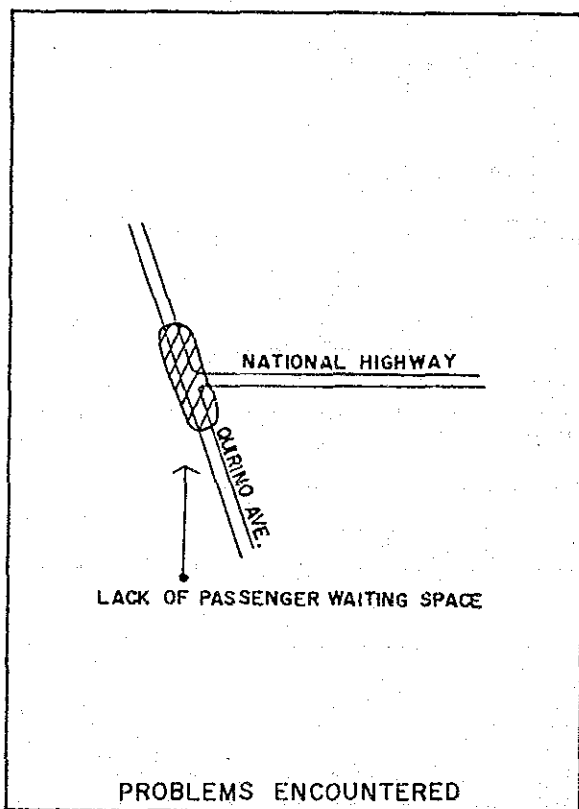 NATIONAL HIGHWAY
QUIRINO AVE.
LACK OF PASSENGER WAITING SPACE
PROBLEMS ENCOUNTERED